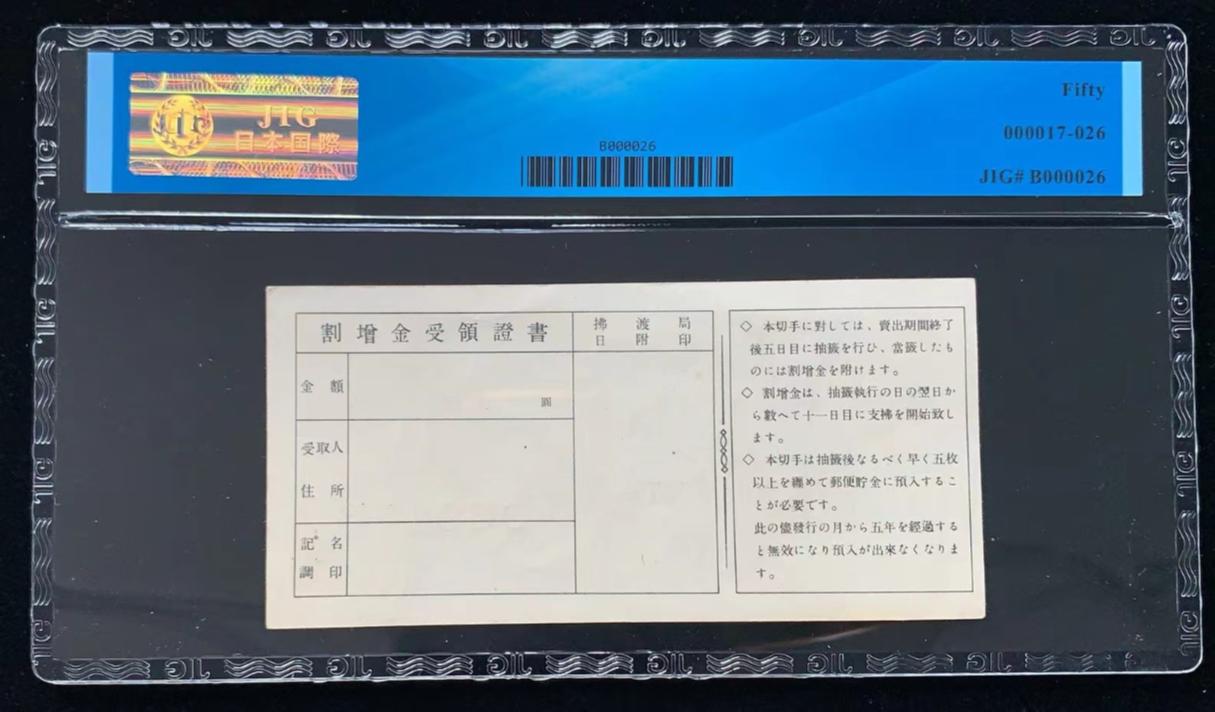 JIG
日本国際
B000026
Fifty
000017-026
JIG# B000026
割增金受領證書
拂渡局
日附印
金額
圓
受取人
住所
記名
調印
◇ 本切手に對しては、賣出期間終了
後五日目に抽籤を行ひ、當籤したも
のには割增金を附けます。
◇ 割增金は、抽籤執行の日の翌日か
ら數へて十一日目に支拂を開始致し
ます。
◇ 本切手は抽籤後なるべく早く五枚
以上を纏めて郵便貯金に預入するこ
とが必要です。
此の儘發行の月から五年を經過する
と無效になり預入が出來なくなりま
す。